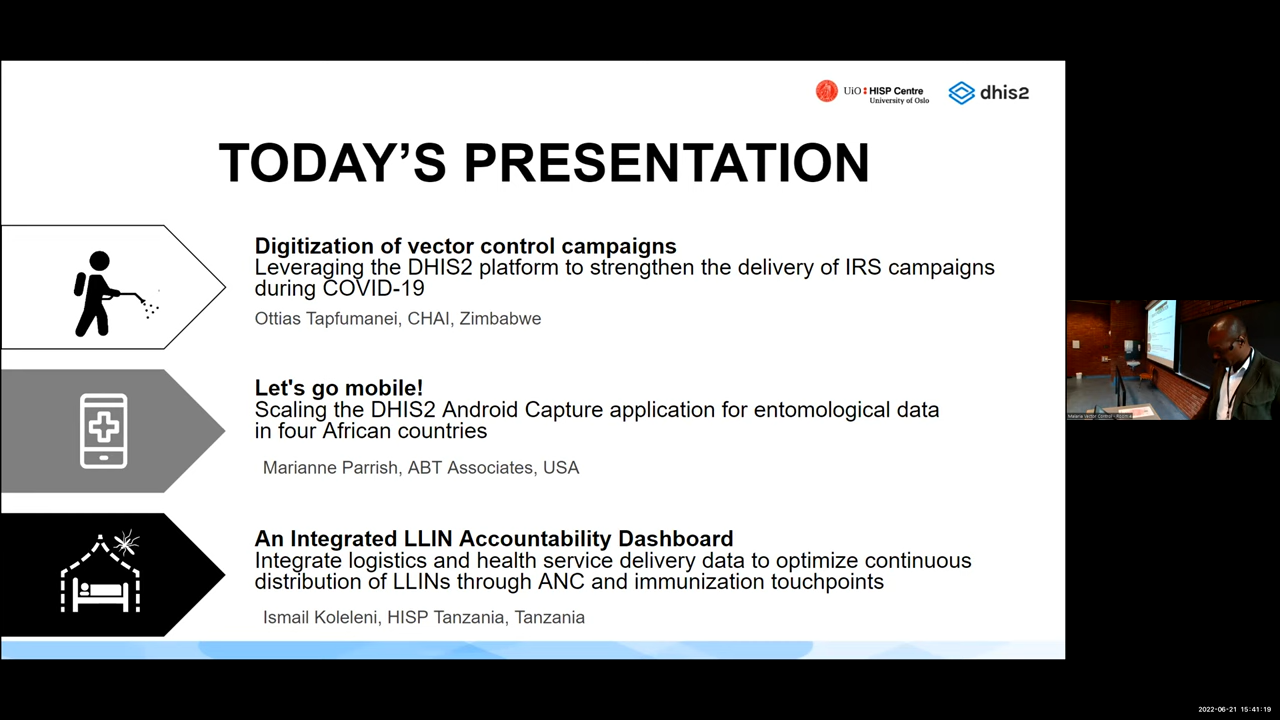 UiO HISP Centre
University of Oslo
dhis2
TODAY'S PRESENTATION
Digitization of vector control campaigns
Leveraging the DHIS2 platform to strengthen the delivery of IRS campaigns
during COVID-19
Ottias Tapfumanei, CHAI, Zimbabwe
Let's go mobile!
Scaling the DHIS2 Android Capture application for entomological data
in four African countries
Marianne Parrish, ABT Associates, USA
An Integrated LLIN Accountability Dashboard
Integrate logistics and health service delivery data to optimize continuous
distribution of LLINs through ANC and immunization touchpoints
Ismail Koleleni, HISP Tanzania, Tanzania
Malaria Vector Control - Room
2022-06-21 15:41:19